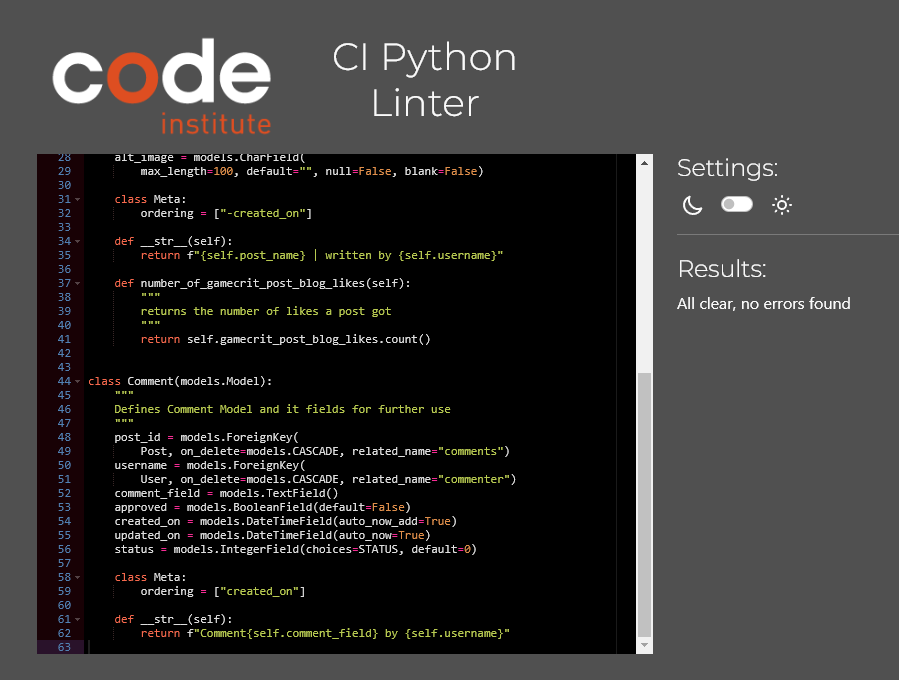 code
institute
CI Python
Linter
28 alt_image = models.CharField(
29 max_length=100, default="", null=False, blank=False)
30
31 class Meta:
32 ordering = ["-created_on"]
33
34 def __str__(self):
35 return f"{self.post_name} | written by {self.username}"
36
37 def number_of_gamecrit_post_blog_likes(self):
38 """
39 returns the number of likes a post got
40 """
41 return self.gamecrit_post_blog_likes.count()
42
43
44 class Comment(models.Model):
45 """
46 Defines Comment Model and it fields for further use
47 """
48 post_id = models.ForeignKey(
49 Post, on_delete=models.CASCADE, related_name="comments")
50 username = models.ForeignKey(
51 User, on_delete=models.CASCADE, related_name="commenter")
52 comment_field = models.TextField()
53 approved = models.BooleanField(default=False)
54 created_on = models.DateTimeField(auto_now_add=True)
55 updated_on = models.DateTimeField(auto_now=True)
56 status = models.IntegerField(choices=STATUS, default=0)
57
58 class Meta:
59 ordering = ["created_on"]
60
61 def __str__(self):
62 return f"Comment{self.comment_field} by {self.username}"
63
Settings:
Results:
All clear, no errors found